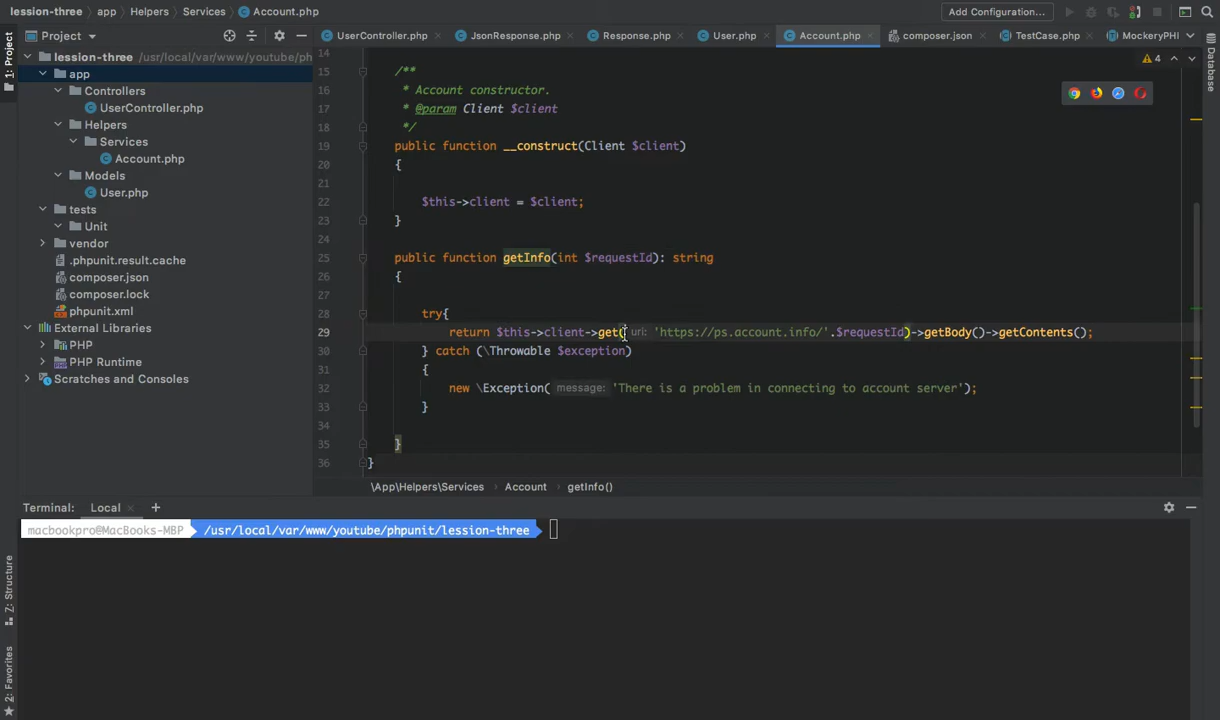 lession-three > app > Helpers > Services > Account.php
Add Configuration...
1: Project
Project
lession-three /usr/local/var/www/youtube/ph
app
Controllers
UserController.php
Helpers
Services
Account.php
Models
User.php
tests
Unit
vendor
.phpunit.result.cache
composer.json
composer.lock
phpunit.xml
External Libraries
PHP
PHP Runtime
Scratches and Consoles
UserController.php
JsonResponse.php
Response.php
User.php
Account.php
composer.json
TestCase.php
MockeryPHI
Database
4
14
15 /**
16 * Account constructor.
17 * @param Client $client
18 */
19 public function __construct(Client $client)
20 {
21
22 $this->client = $client;
23 }
24
25 public function getInfo(int $requestId): string
26 {
27
28 try{
29 return $this->client->get( uri: 'https://ps.account.info/'.$requestId)->getBody()->getContents();
30 } catch (\Throwable $exception)
31 {
32 new \Exception( message: 'There is a problem in connecting to account server');
33 }
34
35 }
36 }
\App\Helpers\Services > Account > getInfo()
Terminal: Local +
macbookpro@MacBooks-MBP /usr/local/var/www/youtube/phpunit/lession-three
7: Structure
2: Favorites